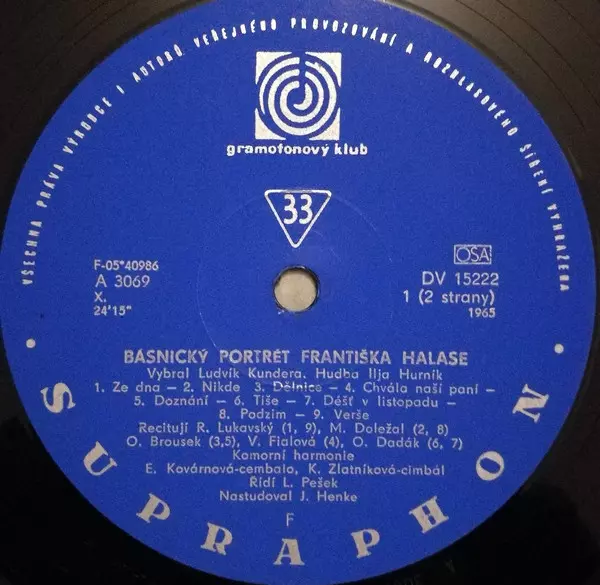 VŠECHNA PRÁVA VÝROBCE I AUTORŮ VEŘEJNÉHO PROVOZOVÁNÍ A ROZHLASOVÉHO ŠÍŘENÍ VYHRAŽENA
gramofonový klub
33
F-05*40986
A 3069
X.
24'15"
OSA
DV 15222
1 (2 strany)
1965
BÁSNICKÝ PORTRÉT FRANTIŠKA HALASE
Vybral Ludvík Kundera. Hudba Ilja Hurník
1. Ze dna – 2. Nikde 3. Dělnice – 4. Chvála naší paní –
5. Doznání – 6. Tiše – 7. Déšť v listopadu –
8. Podzim – 9. Verše
Recitují R. Lukavský (1, 9), M. Doležal (2, 8)
O. Brousek (3,5), V. Fialová (4), O. Dadák (6, 7)
Komorní harmonie
E. Kovárnová-cembalo, K. Zlatníková-cimbál
Řídí L. Pešek
Nastudoval J. Henke
F
• SUPRAPHON •